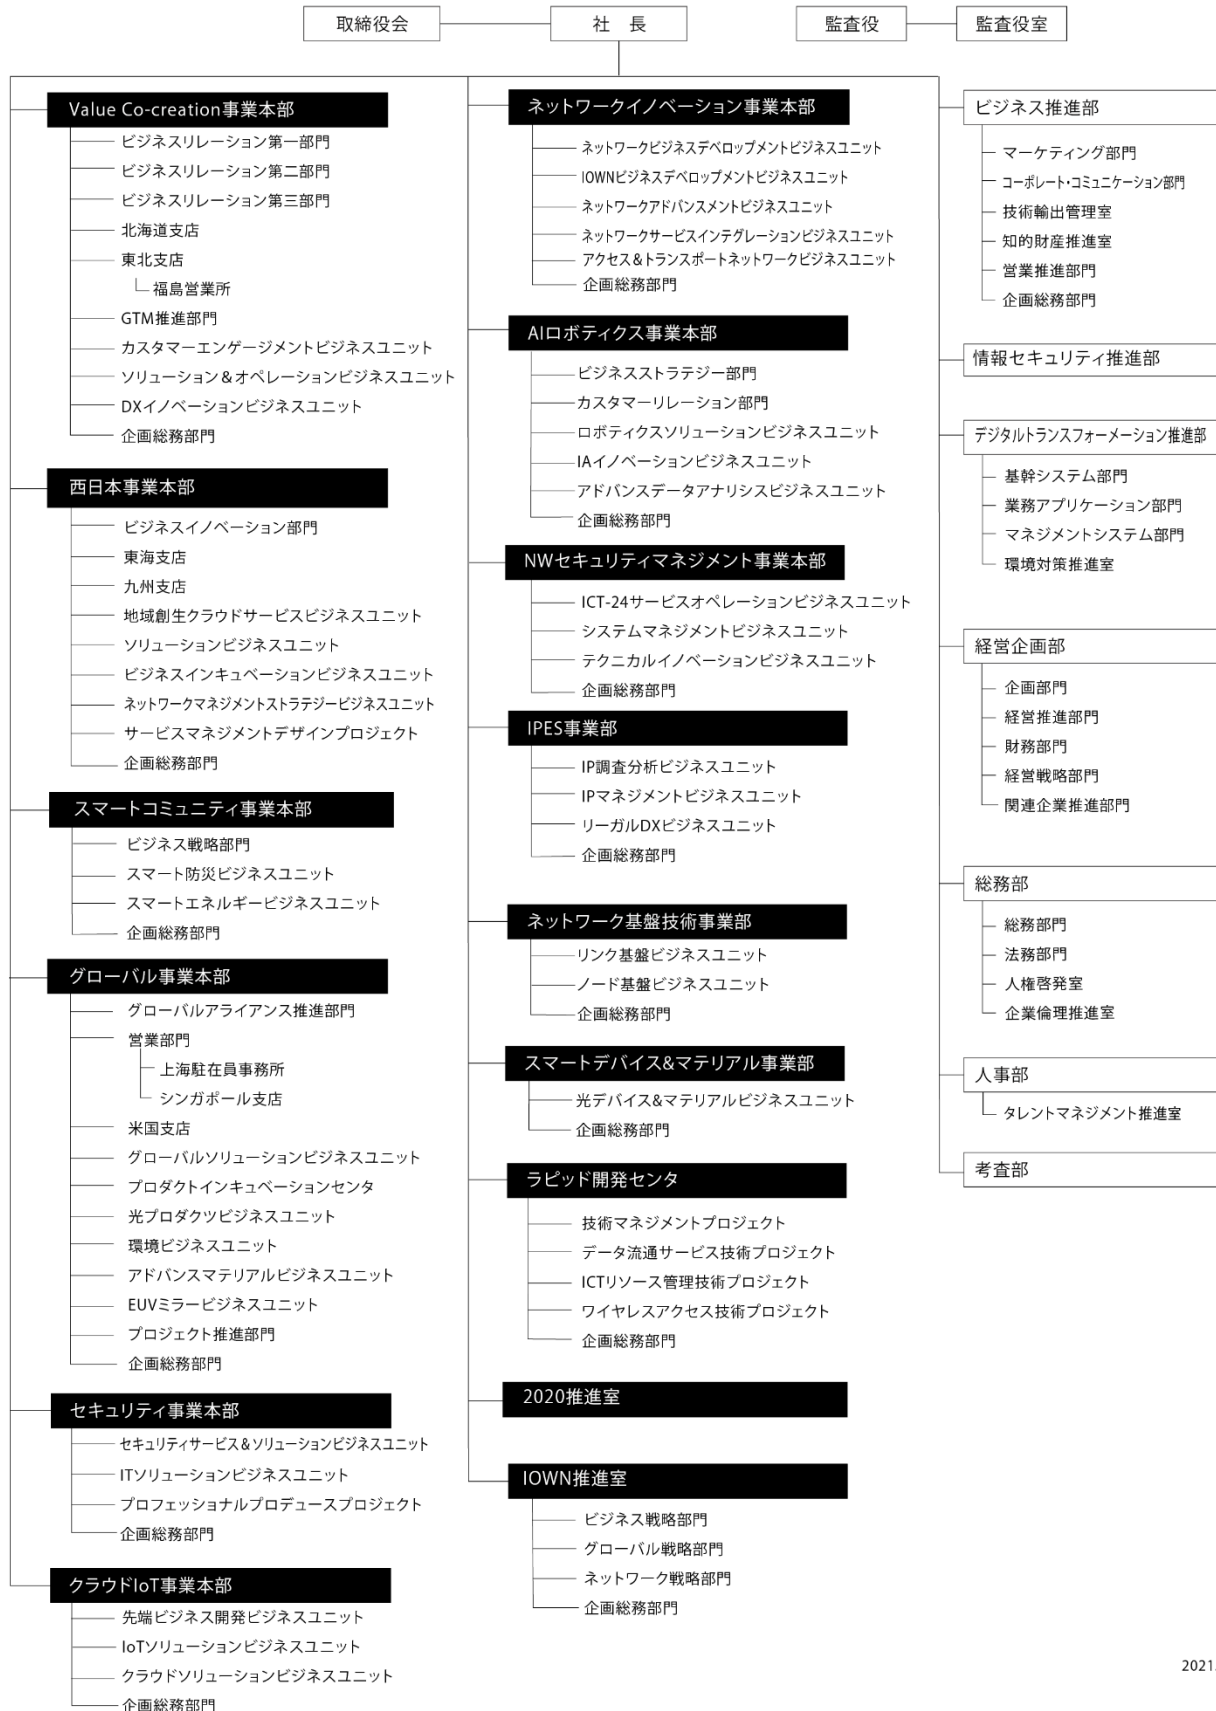 取締役会
社 長
監査役
監査役室
Value Co-creation事業本部
ビジネスリレーション第一部門
ビジネスリレーション第二部門
ビジネスリレーション第三部門
北海道支店
東北支店
福島営業所
GTM推進部門
カスタマーエンゲージメントビジネスユニット
ソリューション＆オペレーションビジネスユニット
DXイノベーションビジネスユニット
企画総務部門
西日本事業本部
ビジネスイノベーション部門
東海支店
九州支店
地域創生クラウドサービスビジネスユニット
ソリューションビジネスユニット
ビジネスインキュベーションビジネスユニット
ネットワークマネジメントストラテジービジネスユニット
サービスマネジメントデザインプロジェクト
企画総務部門
スマートコミュニティ事業本部
ビジネス戦略部門
スマート防災ビジネスユニット
スマートエネルギービジネスユニット
企画総務部門
グローバル事業本部
グローバルアライアンス推進部門
営業部門
上海駐在員事務所
シンガポール支店
米国支店
グローバルソリューションビジネスユニット
プロダクトインキュベーションセンタ
光プロダクツビジネスユニット
環境ビジネスユニット
アドバンスマテリアルビジネスユニット
EUVミラービジネスユニット
プロジェクト推進部門
企画総務部門
セキュリティ事業本部
セキュリティサービス＆ソリューションビジネスユニット
ITソリューションビジネスユニット
プロフェッショナルプロデュースプロジェクト
企画総務部門
クラウドIoT事業本部
先端ビジネス開発ビジネスユニット
IoTソリューションビジネスユニット
クラウドソリューションビジネスユニット
企画総務部門
ネットワークイノベーション事業本部
ネットワークビジネスデベロップメントビジネスユニット
IOWNビジネスデベロップメントビジネスユニット
ネットワークアドバンスメントビジネスユニット
ネットワークサービスインテグレーションビジネスユニット
アクセス＆トランスポートネットワークビジネスユニット
企画総務部門
AIロボティクス事業本部
ビジネスストラテジー部門
カスタマーリレーション部門
ロボティクスソリューションビジネスユニット
IAイノベーションビジネスユニット
アドバンスデータアナリシスビジネスユニット
企画総務部門
NWセキュリティマネジメント事業本部
ICT-24サービスオペレーションビジネスユニット
システムマネジメントビジネスユニット
テクニカルイノベーションビジネスユニット
企画総務部門
IPES事業部
IP調査分析ビジネスユニット
IPマネジメントビジネスユニット
リーガルDXビジネスユニット
企画総務部門
ネットワーク基盤技術事業部
リンク基盤ビジネスユニット
ノード基盤ビジネスユニット
企画総務部門
スマートデバイス&マテリアル事業部
光デバイス&マテリアルビジネスユニット
企画総務部門
ラピッド開発センタ
技術マネジメントプロジェクト
データ流通サービス技術プロジェクト
ICTリソース管理技術プロジェクト
ワイヤレスアクセス技術プロジェクト
企画総務部門
2020推進室
IOWN推進室
ビジネス戦略部門
グローバル戦略部門
ネットワーク戦略部門
企画総務部門
ビジネス推進部
マーケティング部門
コーポレート・コミュニケーション部門
技術輸出管理室
知的財産推進室
営業推進部門
企画総務部門
情報セキュリティ推進部
デジタルトランスフォーメーション推進部
基幹システム部門
業務アプリケーション部門
マネジメントシステム部門
環境対策推進室
経営企画部
企画部門
経営推進部門
財務部門
経営戦略部門
関連企業推進部門
総務部
総務部門
法務部門
人権啓発室
企業倫理推進室
人事部
タレントマネジメント推進室
考査部
2021.